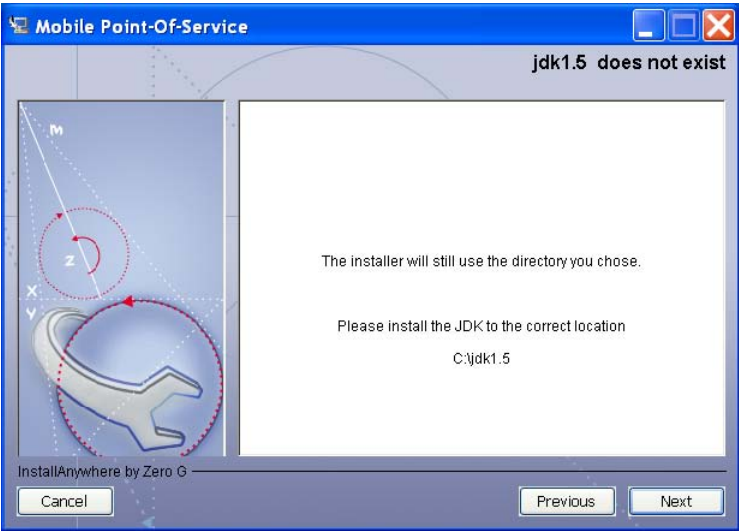 Mobile Point-Of-Service
jdk1.5 does not exist
M
Z
X
Y
The installer will still use the directory you chose.
Please install the JDK to the correct location
C:\jdk1.5
InstallAnywhere by Zero G
Cancel
Previous
Next